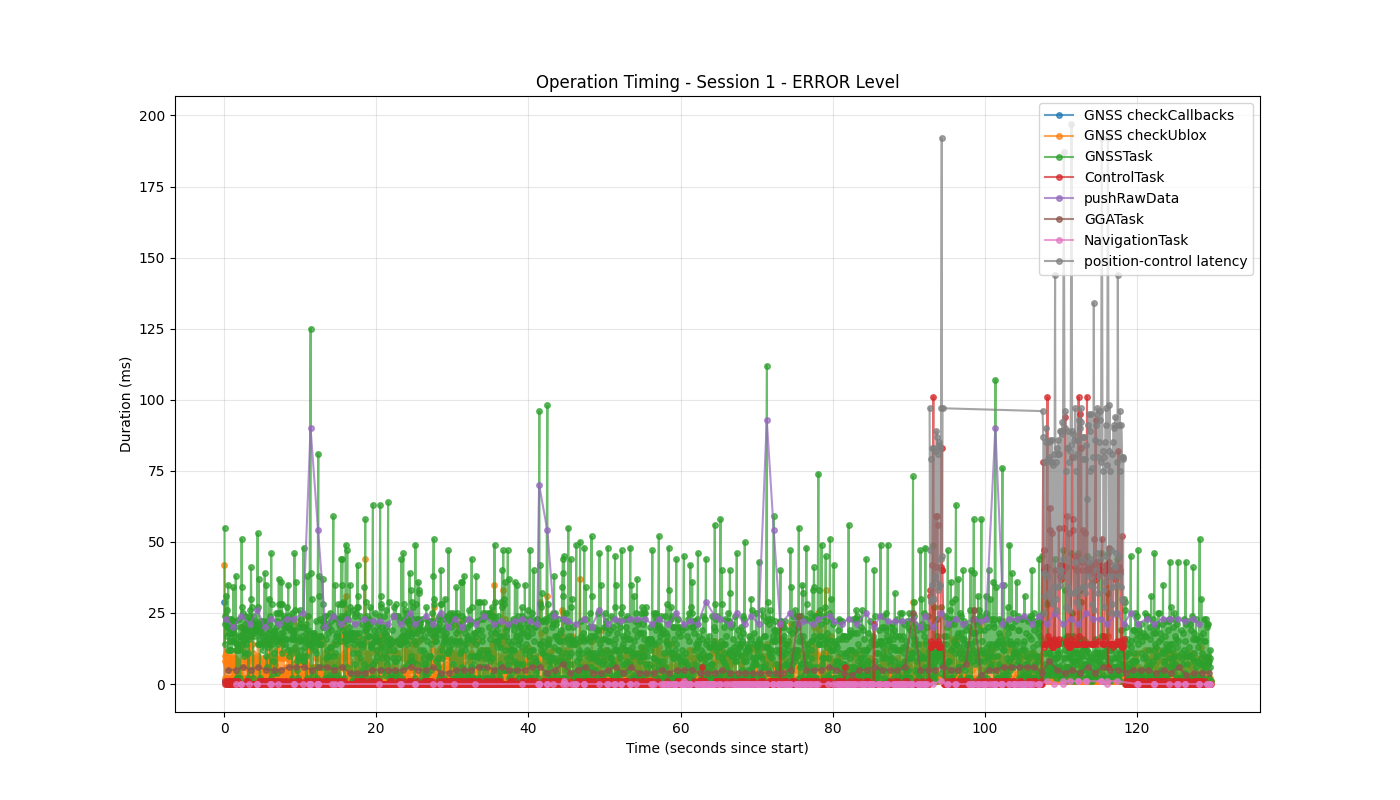 Operation Timing - Session 1 - ERROR Level
200
175
150
125
100
75
50
25
0
Duration (ms)
GNSS checkCallbacks
GNSS checkUblox
GNSSTask
ControlTask
pushRawData
GGATask
NavigationTask
position-control latency
0 20 40 60 80 100 120
Time (seconds since start)